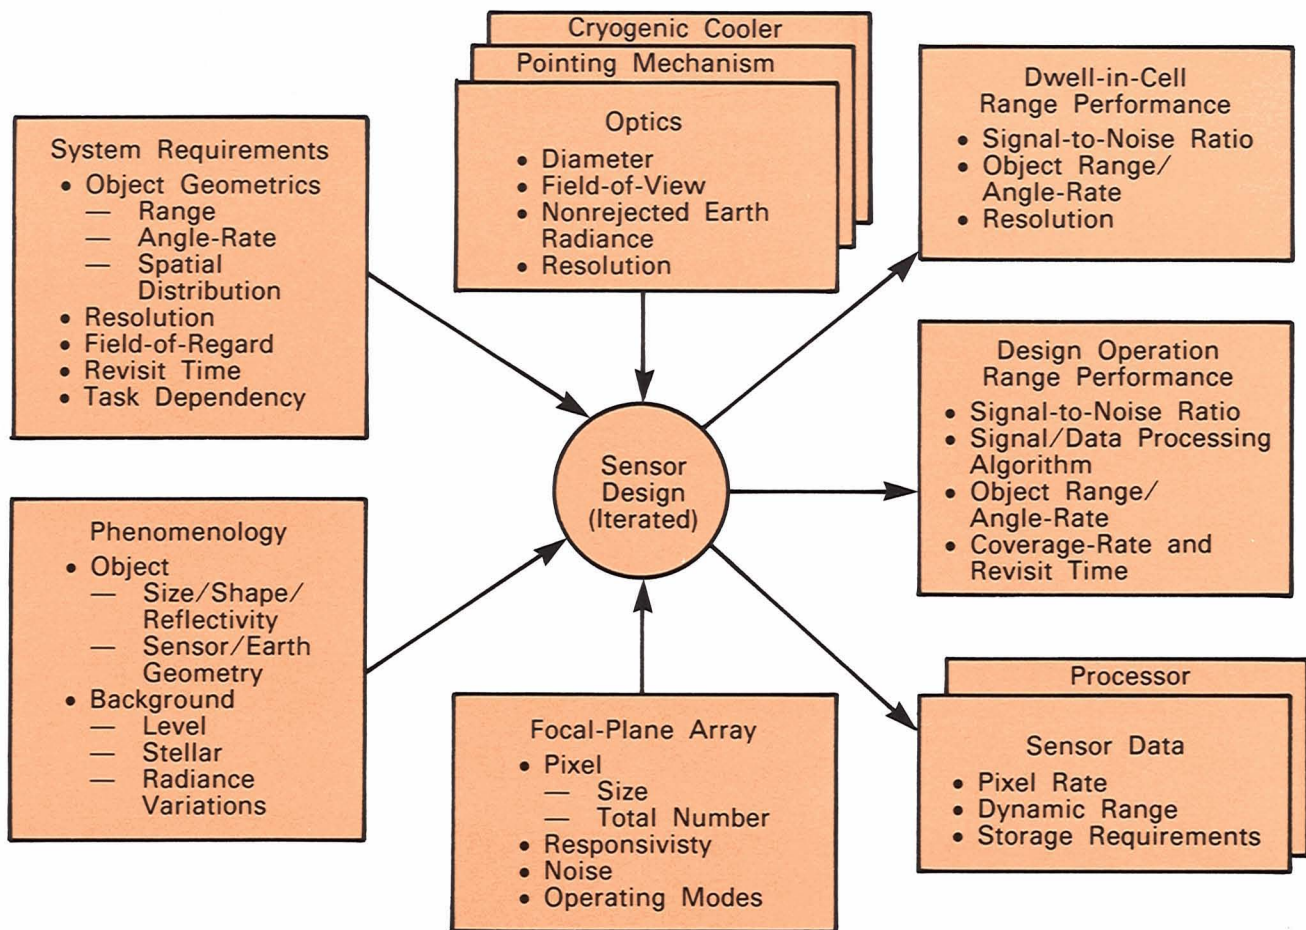 System Requirements
• Object Geometrics
— Range
— Angle-Rate
— Spatial
Distribution
• Resolution
• Field-of-Regard
• Revisit Time
• Task Dependency
Phenomenology
• Object
— Size/Shape/
Reflectivity
— Sensor/Earth
Geometry
• Background
— Level
— Stellar
— Radiance
Variations
Cryogenic Cooler
Pointing Mechanism
Optics
• Diameter
• Field-of-View
• Nonrejected Earth
Radiance
• Resolution
Sensor
Design
(Iterated)
Focal-Plane Array
• Pixel
— Size
— Total Number
• Responsivisty
• Noise
• Operating Modes
Dwell-in-Cell
Range Performance
• Signal-to-Noise Ratio
• Object Range/
Angle-Rate
• Resolution
Design Operation
Range Performance
• Signal-to-Noise Ratio
• Signal/Data Processing
Algorithm
• Object Range/
Angle-Rate
• Coverage-Rate and
Revisit Time
Processor
Sensor Data
• Pixel Rate
• Dynamic Range
• Storage Requirements